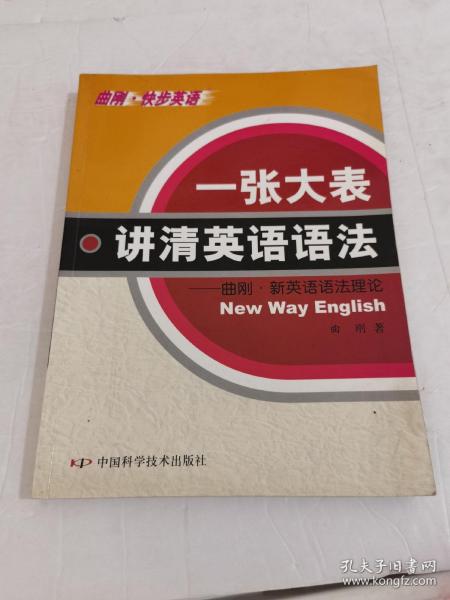 曲刚·快步英语
一张大表
讲清英语语法
——曲刚·新英语语法理论
New Way English
曲 刚 著
中国科学技术出版社
孔夫子旧书网
www.kongfz.com